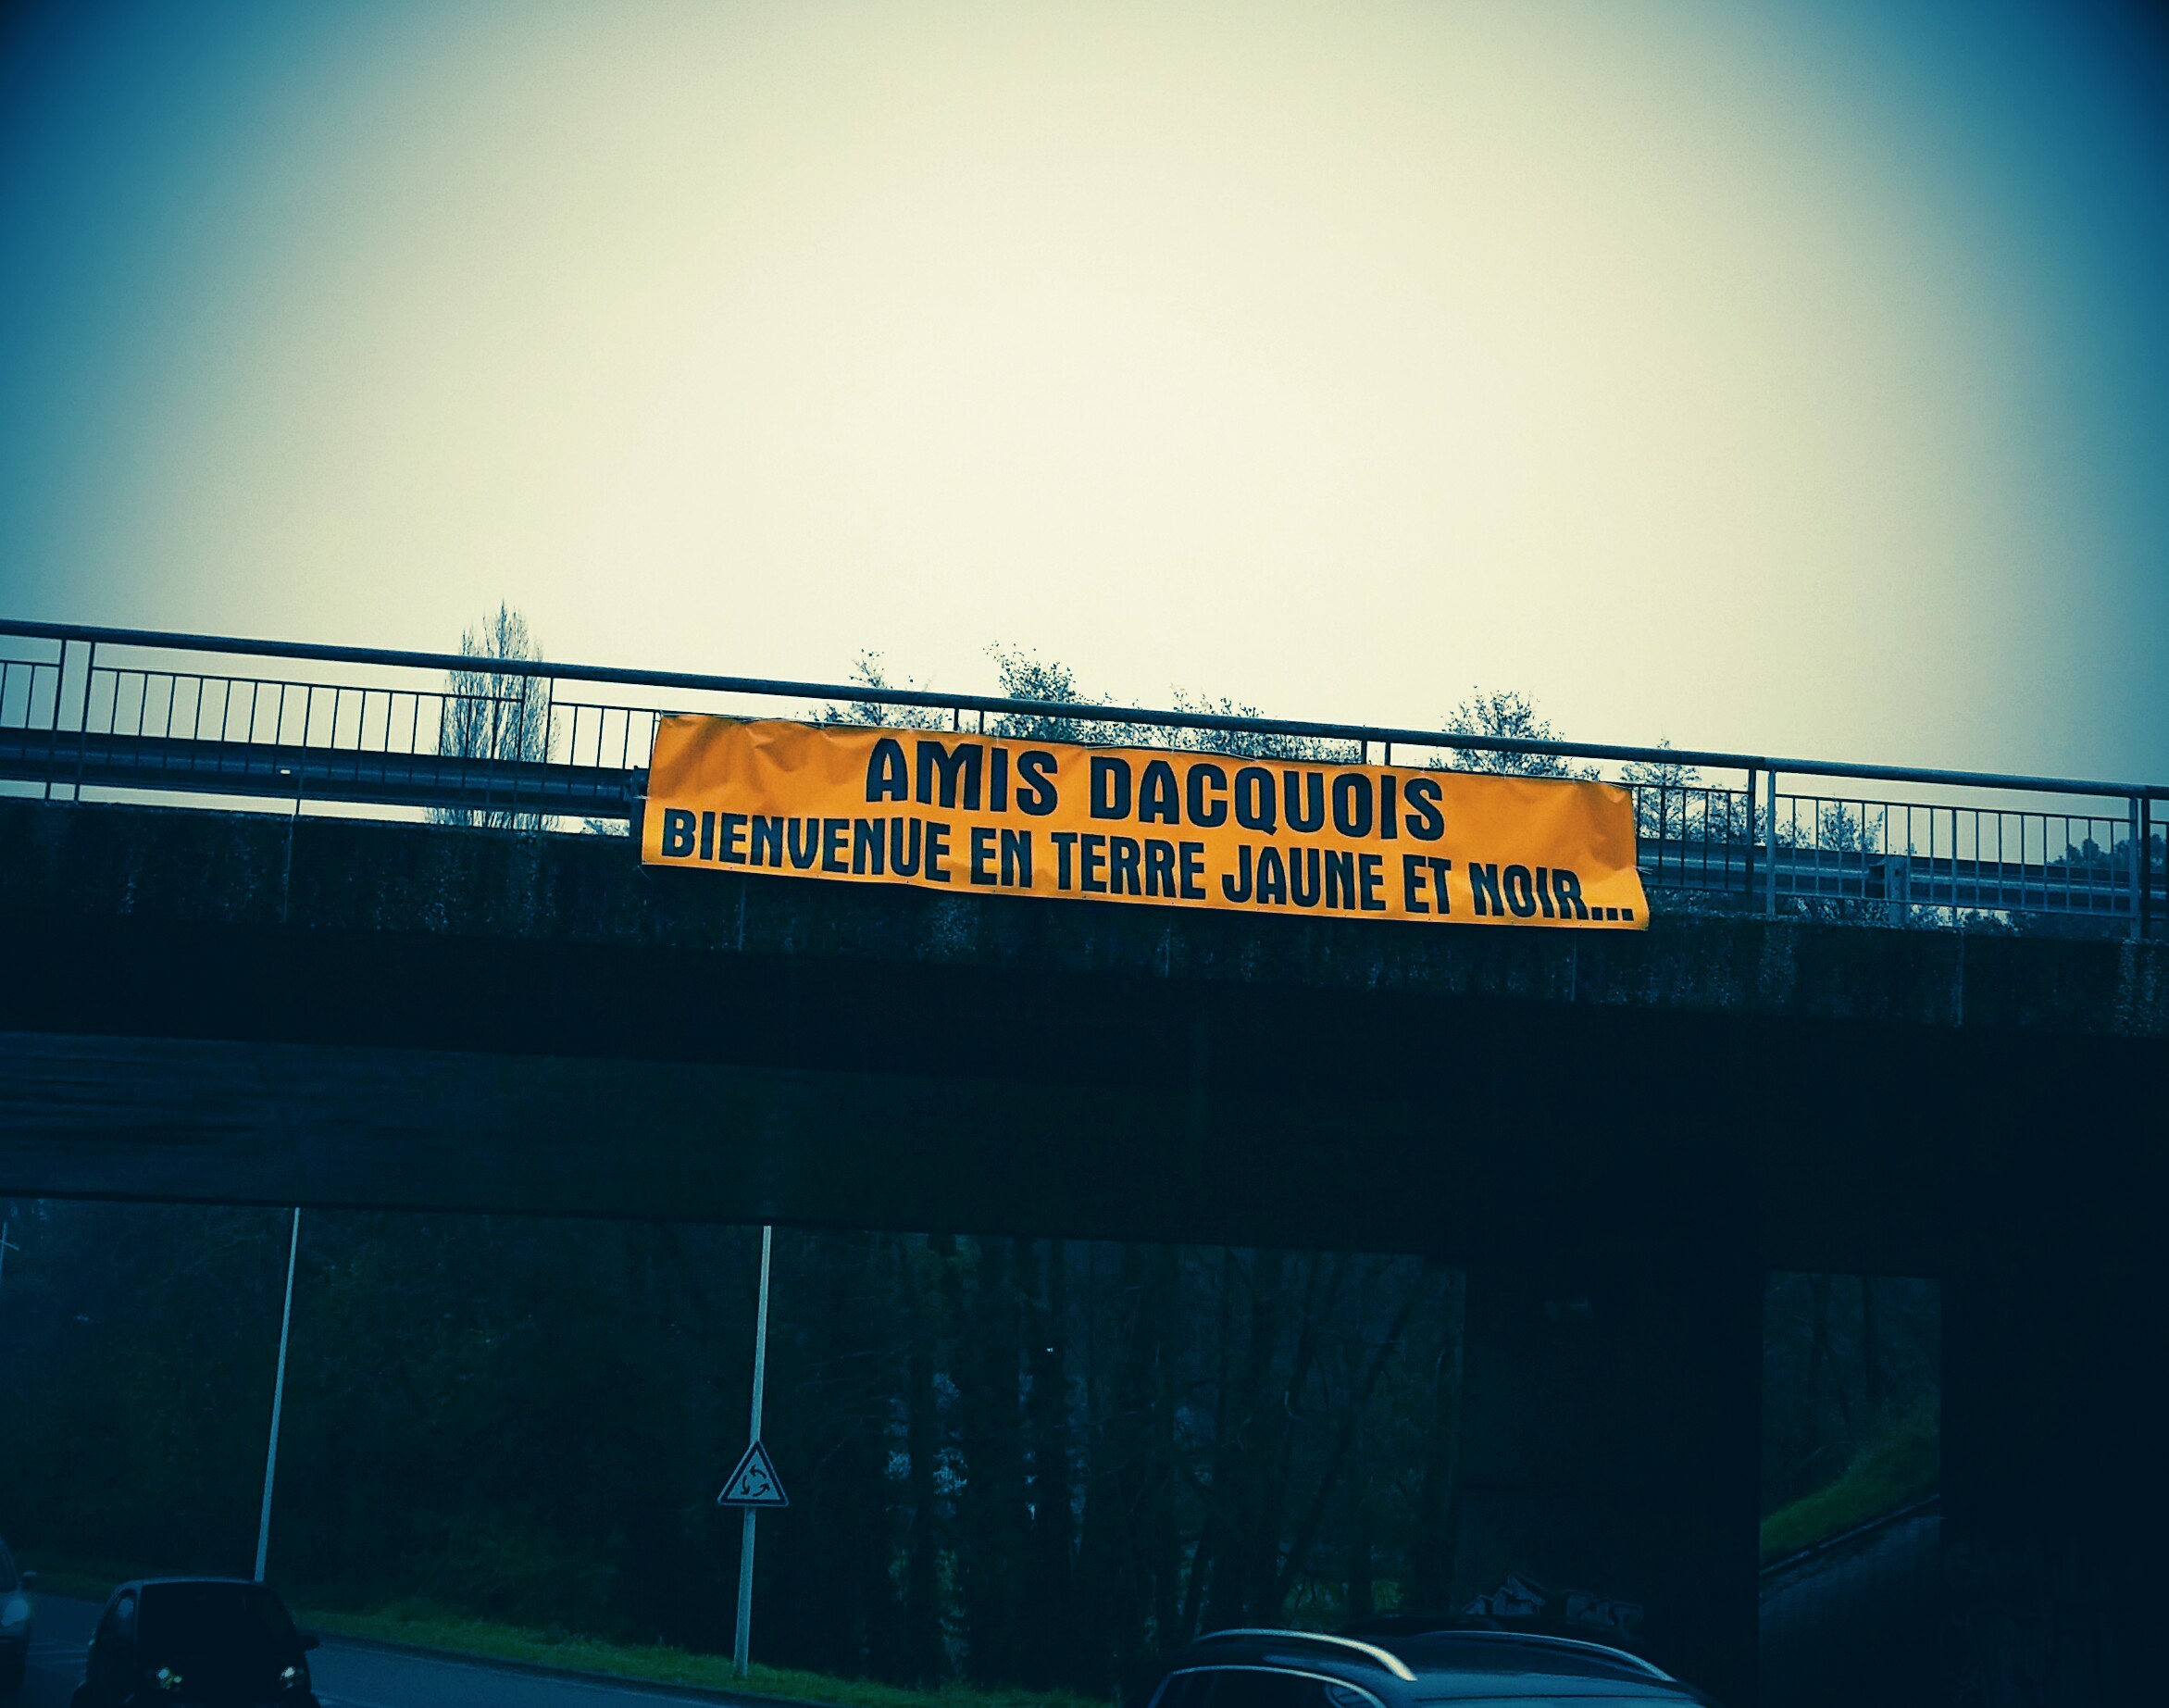 AMIS DACQUOIS
BIENVENUE EN TERRE JAUNE ET NOIR...